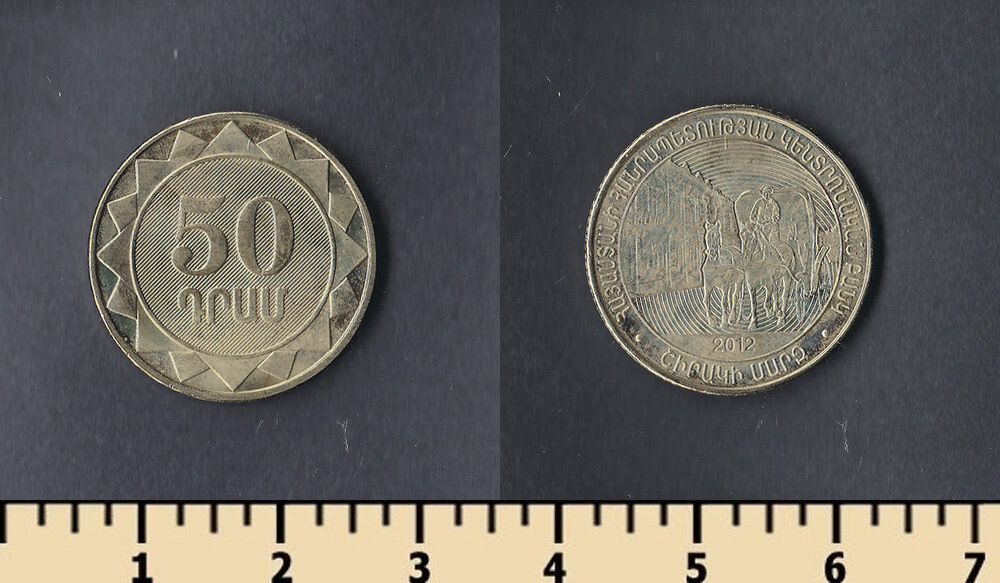 50
ԴՐԱՄ
ՀԱՅԱՍՏԱՆԻ ՀԱՆՐԱՊԵՏՈՒԹՅԱՆ ԿԵՆՏՐՈՆԱԿԱՆ ԲԱՆԿ
2012
ՇԻՐԱԿԻ ՄԱՐԶ
1 2 3 4 5 6 7